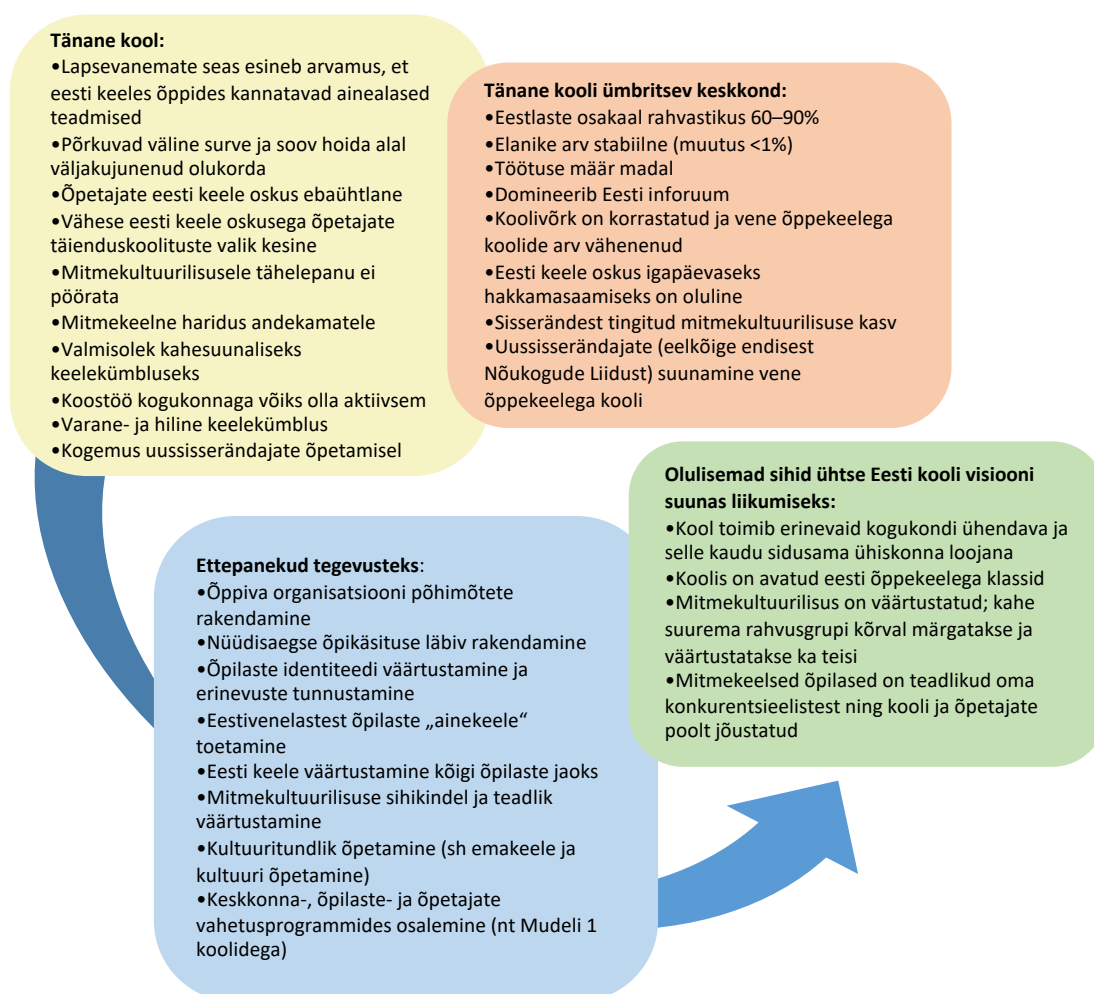 Tänane kool:
•Lapsevanemate seas esineb arvamus, et
eesti keeles õppides kannatavad ainealased
teadmised
•Põrkuvad väline surve ja soov hoida alal
väljakujunenud olukorda
•Õpetajate eesti keele oskus ebaühtlane
•Vähese eesti keele oskusega õpetajate
täienduskoolituste valik kesine
•Mitmekultuurilisusele tähelepanu ei
pöörata
•Mitmekeelne haridus andekamatele
•Valmisolek kahesuunaliseks
keelekümbluseks
•Koostöö kogukonnaga võiks olla aktiivsem
•Varane- ja hiline keelekümblus
•Kogemus uussisserändajate õpetamisel
Tänane kooli ümbritsev keskkond:
•Eestlaste osakaal rahvastikus 60–90%
•Elanike arv stabiilne (muutus <1%)
•Töötuse määr madal
•Domineerib Eesti inforuum
•Koolivõrk on korrastatud ja vene õppekeelega
koolide arv vähenenud
•Eesti keele oskus igapäevaseks
hakkamasaamiseks on oluline
•Sisserändest tingitud mitmekultuurilisuse kasv
•Uussisserändajate (eelkõige endisest
Nõukogude Liidust) suunamine vene
õppekeelega kooli
Olulisemad sihid ühtse Eesti kooli visiooni
suunas liikumiseks:
•Kool toimib erinevaid kogukondi ühendava ja
selle kaudu sidusama ühiskonna loojana
•Koolis on avatud eesti õppekeelega klassid
•Mitmekultuurilisus on väärtustatud; kahe
suurema rahvusgrupi kõrval märgatakse ja
väärtustatakse ka teisi
•Mitmekeelsed õpilased on teadlikud oma
konkurentsieelistest ning kooli ja õpetajate
poolt jõustatud
Ettepanekud tegevusteks:
•Õppiva organisatsiooni põhimõtete
rakendamine
•Nüüdisaegse õpikäsituse läbiv rakendamine
•Õpilaste identiteedi väärtustamine ja
erinevuste tunnustamine
•Eestivenelastest õpilaste „ainekeele“
toetamine
•Eesti keele väärtustamine kõigi õpilaste jaoks
•Mitmekultuurilisuse sihikindel ja teadlik
väärtustamine
•Kultuuritundlik õpetamine (sh emakeele ja
kultuuri õpetamine)
•Keskkonna-, õpilaste- ja õpetajate
vahetusprogrammides osalemine (nt Mudeli 1
koolidega)